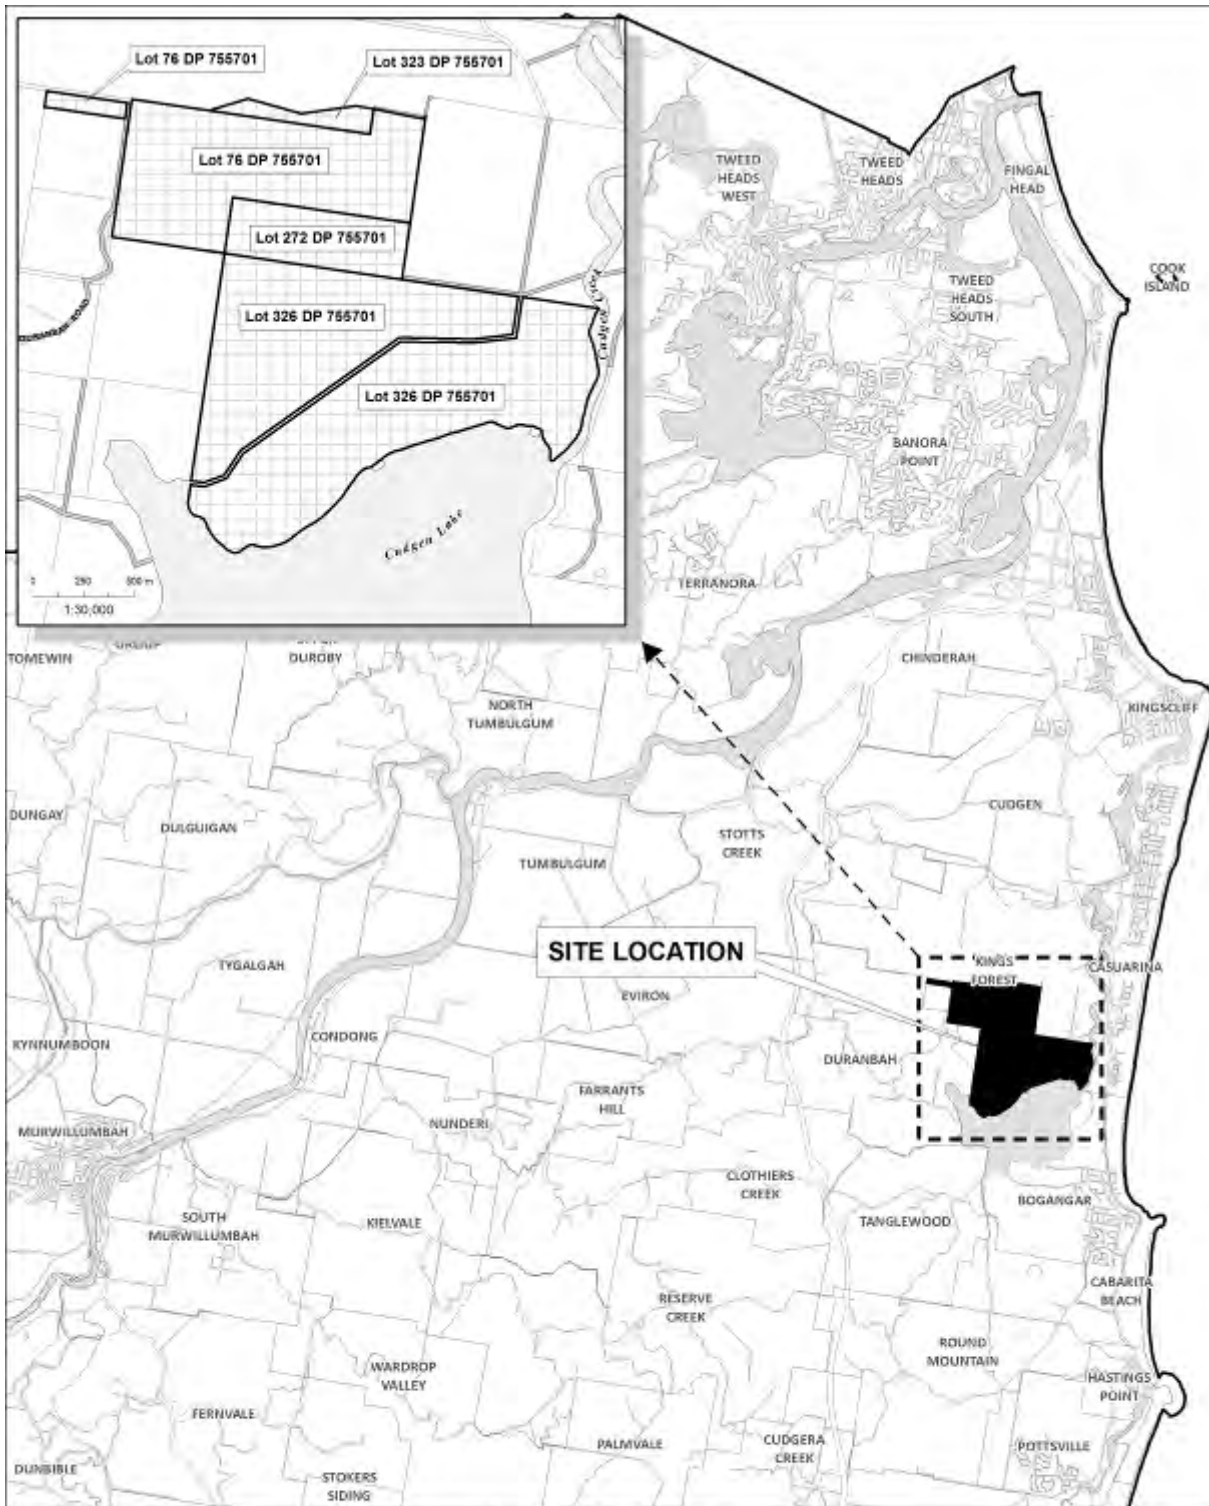 Lot 76 DP 755701
Lot 323 DP 755701
Lot 76 DP 755701
Lot 272 DP 755701
Lot 326 DP 755701
Lot 326 DP 755701
Cudgen Lake
0 250 500 m
1:30,000
TWEED
HEADS
WEST
TWEED
HEADS
FINGAL
HEAD
COOK
ISLAND
TWEED
HEADS
SOUTH
BANORA
POINT
TERRANORA
CHINDERAH
KINGSCLIFF
TOMEWIN
DUROBY
NORTH
TUMBULGUM
DUNGAY
DULGUIGAN
CUDGEN
STOTTS
CREEK
TUMBULGUM
SITE LOCATION
TYGALGAH
KINGS
FOREST
CASUARINA
EVIRON
CONDONG
KYNNUMBOON
DURANBAH
FARRANTS
HILL
NUNDERI
MURWILLUMBAH
CLOTHIERS
CREEK
BOGANGAR
SOUTH
MURWILLUMBAH
KIELVALE
TANGLEWOOD
CABARITA
BEACH
RESERVE
CREEK
ROUND
MOUNTAIN
WARDROP
VALLEY
HASTINGS
POINT
FERNVALE
PALMVALE
CUDGERA
CREEK
POTTSVILLE
DUNBIBLE
STOKERS
SIDING